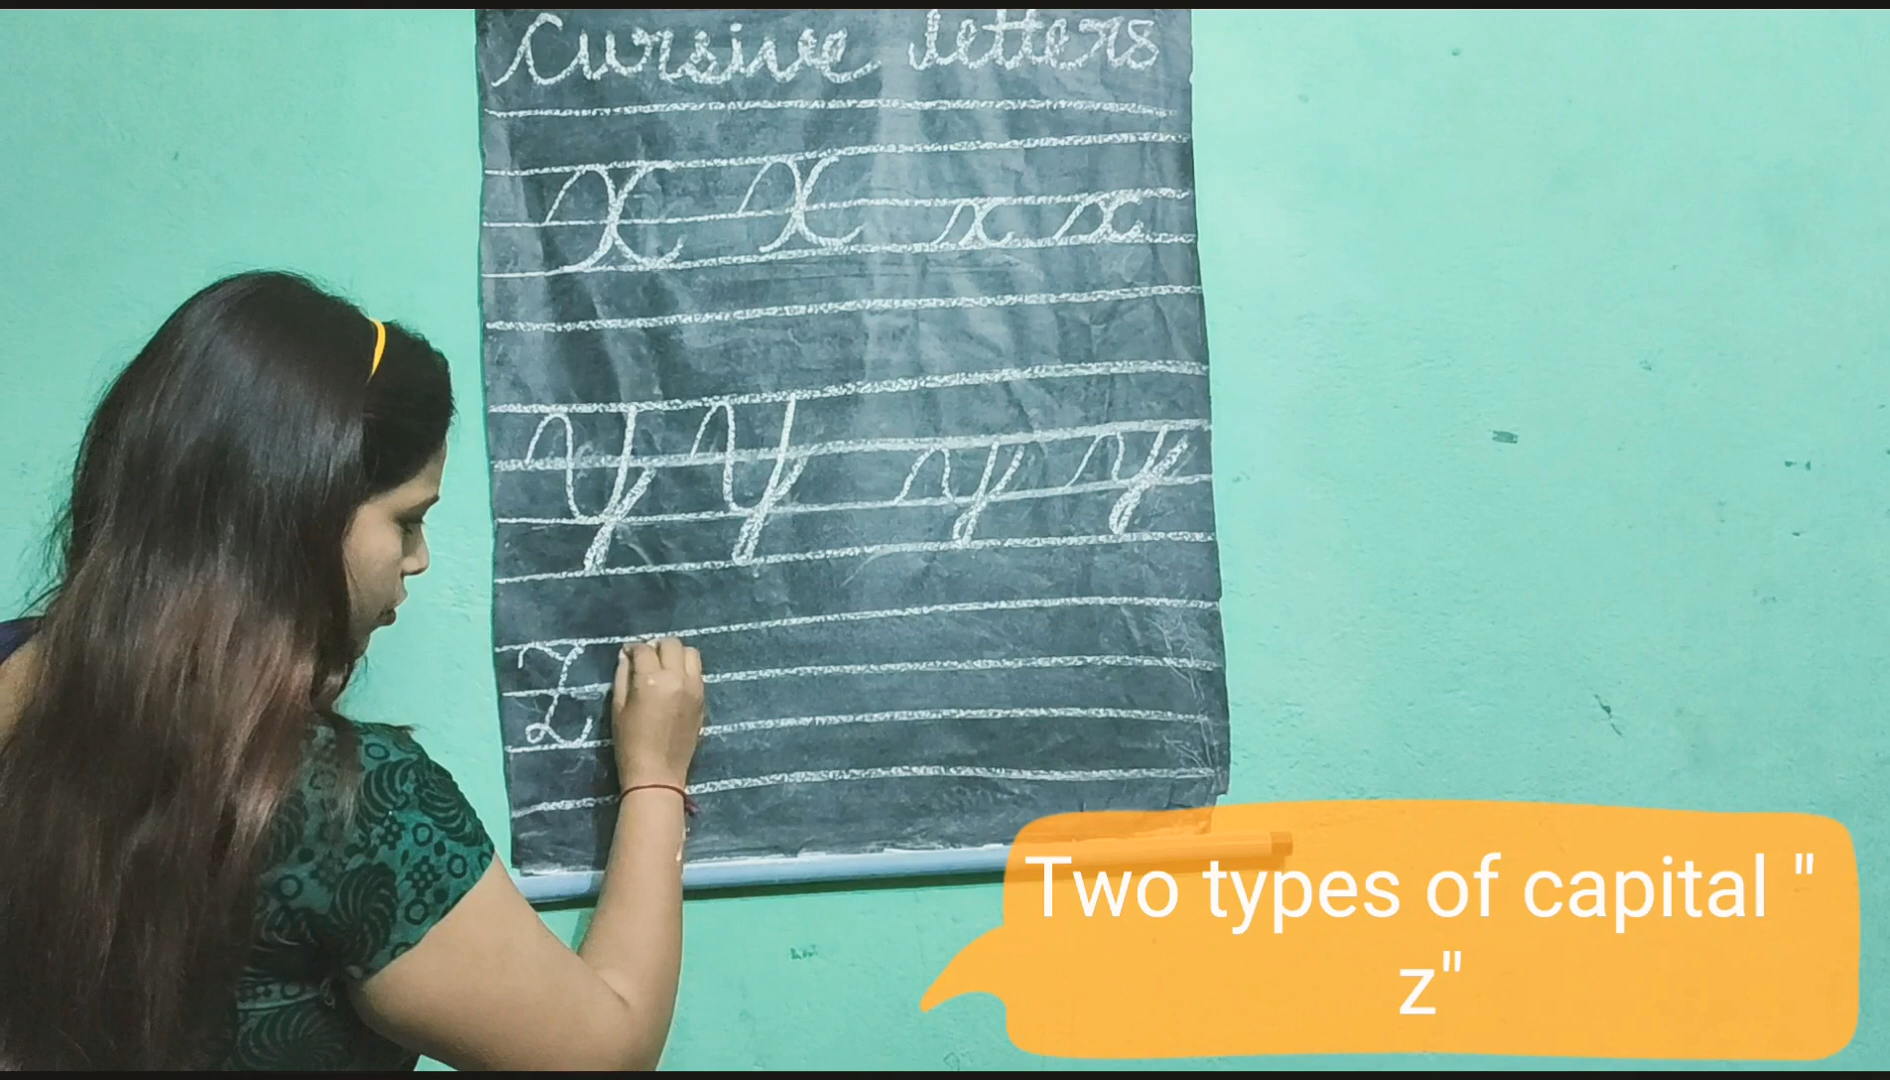 Cursive letters
X X x x
Y Y y y
Z
Two types of capital "
z"